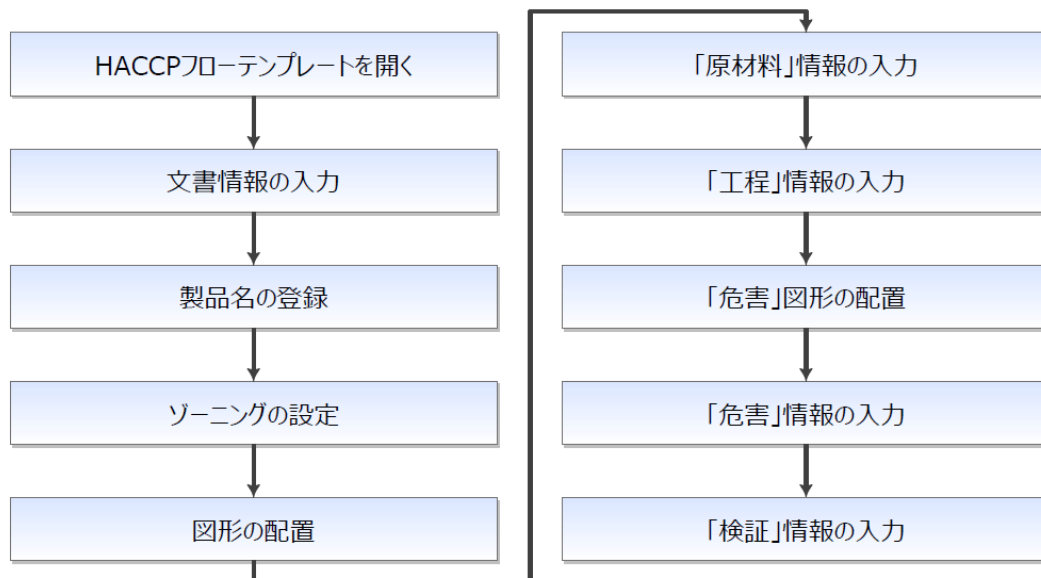 HACCPフローテンプレートを開く
文書情報の入力
製品名の登録
ゾーニングの設定
図形の配置
「原材料」情報の入力
「工程」情報の入力
「危害」図形の配置
「危害」情報の入力
「検証」情報の入力